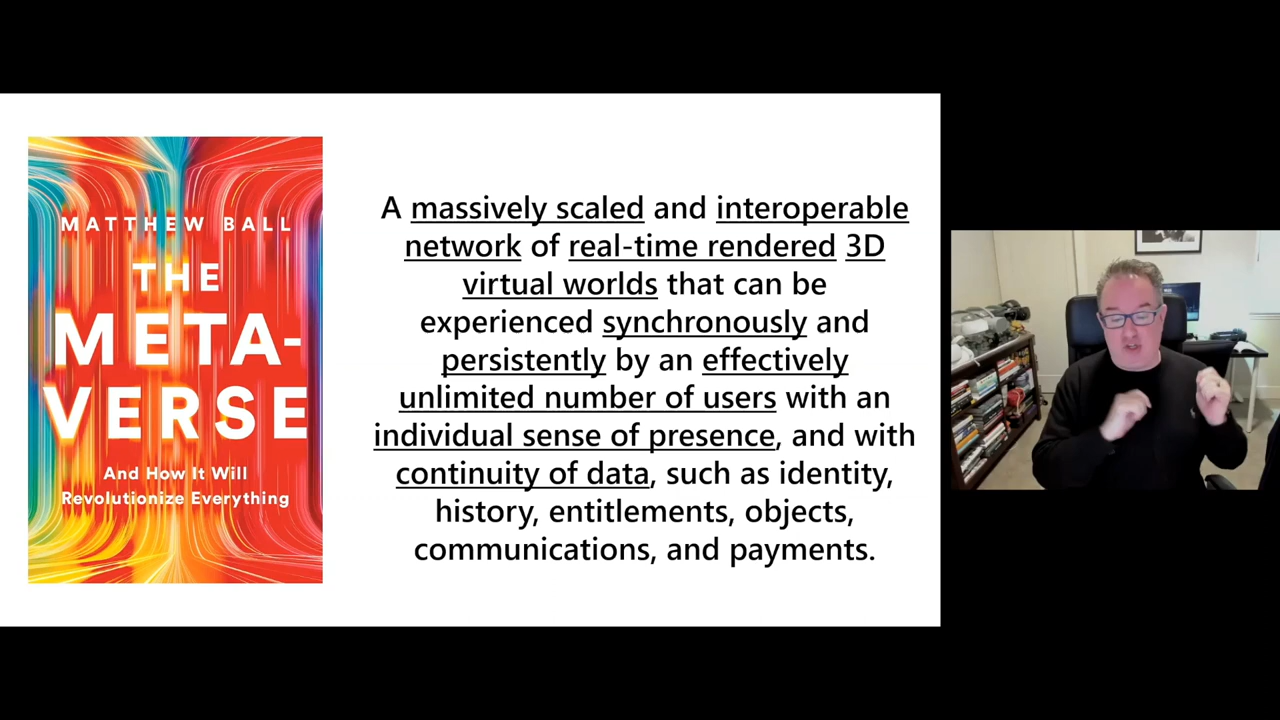 MATTHEW BALL
THE
META-
VERSE
And How It Will
Revolutionize Everything
A massively scaled and interoperable
network of real-time rendered 3D
virtual worlds that can be
experienced synchronously and
persistently by an effectively
unlimited number of users with an
individual sense of presence, and with
continuity of data, such as identity,
history, entitlements, objects,
communications, and payments.